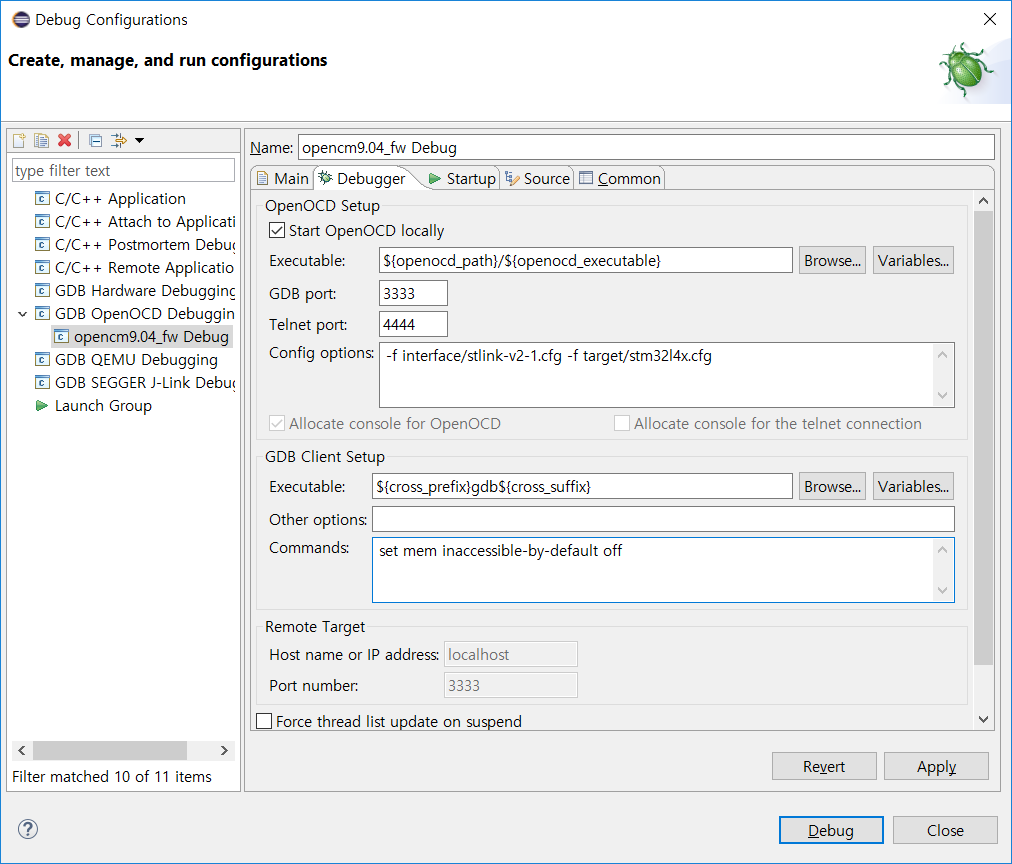 Debug Configurations
Create, manage, and run configurations
type filter text
C/C++ Application
C/C++ Attach to Applicati
C/C++ Postmortem Debug
C/C++ Remote Applicatio
GDB Hardware Debugging
GDB OpenOCD Debuggin
opencm9.04_fw Debug
GDB QEMU Debugging
GDB SEGGER J-Link Debug
Launch Group
Filter matched 10 of 11 items
Name: opencm9.04_fw Debug
Main Debugger Startup Source Common
OpenOCD Setup
Start OpenOCD locally
Executable: ${openocd_path}/${openocd_executable} Browse... Variables...
GDB port: 3333
Telnet port: 4444
Config options: -f interface/stlink-v2-1.cfg -f target/stm32l4x.cfg
Allocate console for OpenOCD Allocate console for the telnet connection
GDB Client Setup
Executable: ${cross_prefix}gdb${cross_suffix} Browse... Variables...
Other options:
Commands: set mem inaccessible-by-default off
Remote Target
Host name or IP address: localhost
Port number: 3333
Force thread list update on suspend
Revert Apply
? Debug Close